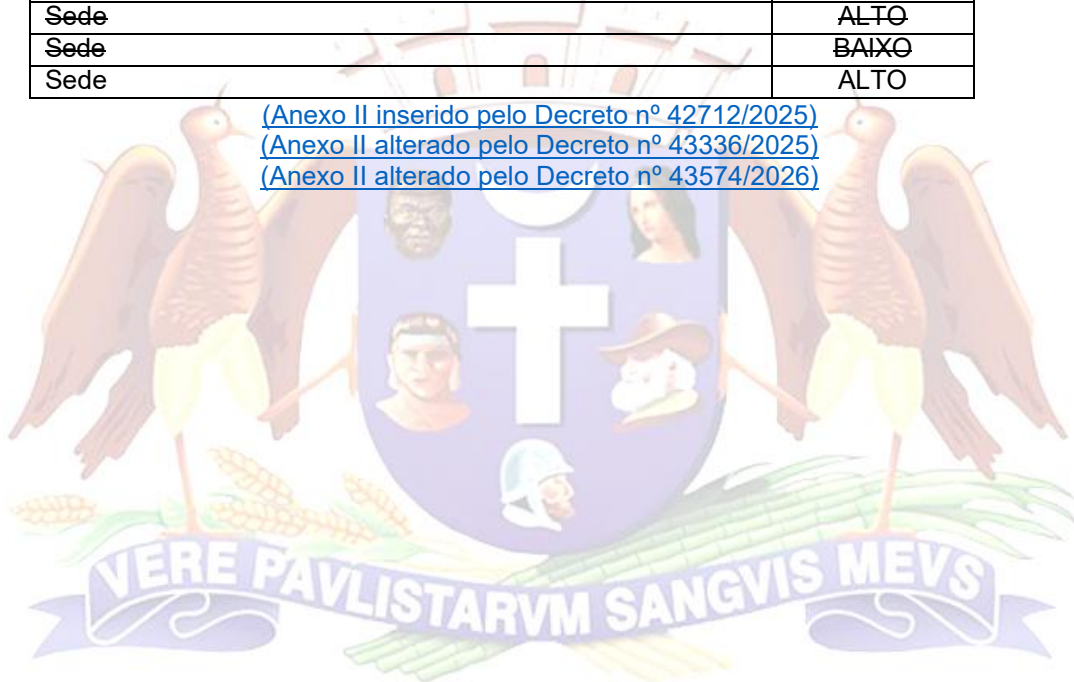 Sede ALTO
Sede BAIXO
Sede ALTO
(Anexo II inserido pelo Decreto nº 42712/2025)
(Anexo II alterado pelo Decreto nº 43336/2025)
(Anexo II alterado pelo Decreto nº 43574/2026)
VERE PAVLISTARVM SANGVIS MEVS